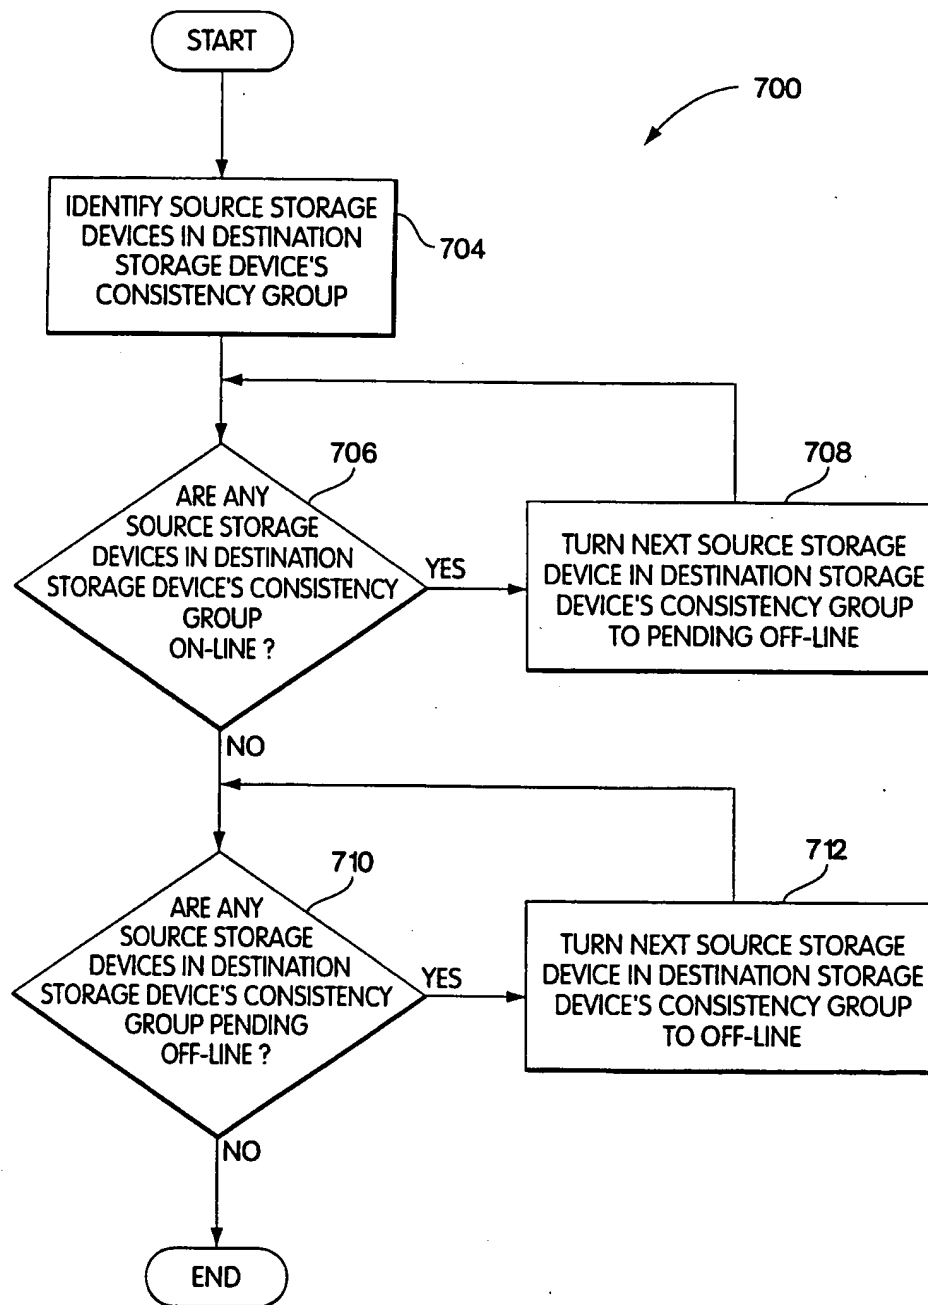 START
700
IDENTIFY SOURCE STORAGE
DEVICES IN DESTINATION
STORAGE DEVICE'S
CONSISTENCY GROUP
704
706
ARE ANY
SOURCE STORAGE
DEVICES IN DESTINATION
STORAGE DEVICE'S CONSISTENCY
GROUP
ON-LINE ?
YES
708
TURN NEXT SOURCE STORAGE
DEVICE IN DESTINATION STORAGE
DEVICE'S CONSISTENCY GROUP
TO PENDING OFF-LINE
NO
710
ARE ANY
SOURCE STORAGE
DEVICES IN DESTINATION
STORAGE DEVICE'S CONSISTENCY
GROUP PENDING
OFF-LINE ?
YES
712
TURN NEXT SOURCE STORAGE
DEVICE IN DESTINATION STORAGE
DEVICE'S CONSISTENCY GROUP
TO OFF-LINE
NO
END